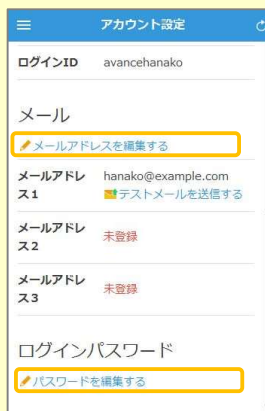 アカウント設定
ログインID avancehanako
メール
メールアドレスを編集する
メールアドレ hanako@example.com
ス1 テストメールを送信する
メールアドレ
ス2 未登録
メールアドレ
ス3 未登録
ログインパスワード
パスワードを編集する